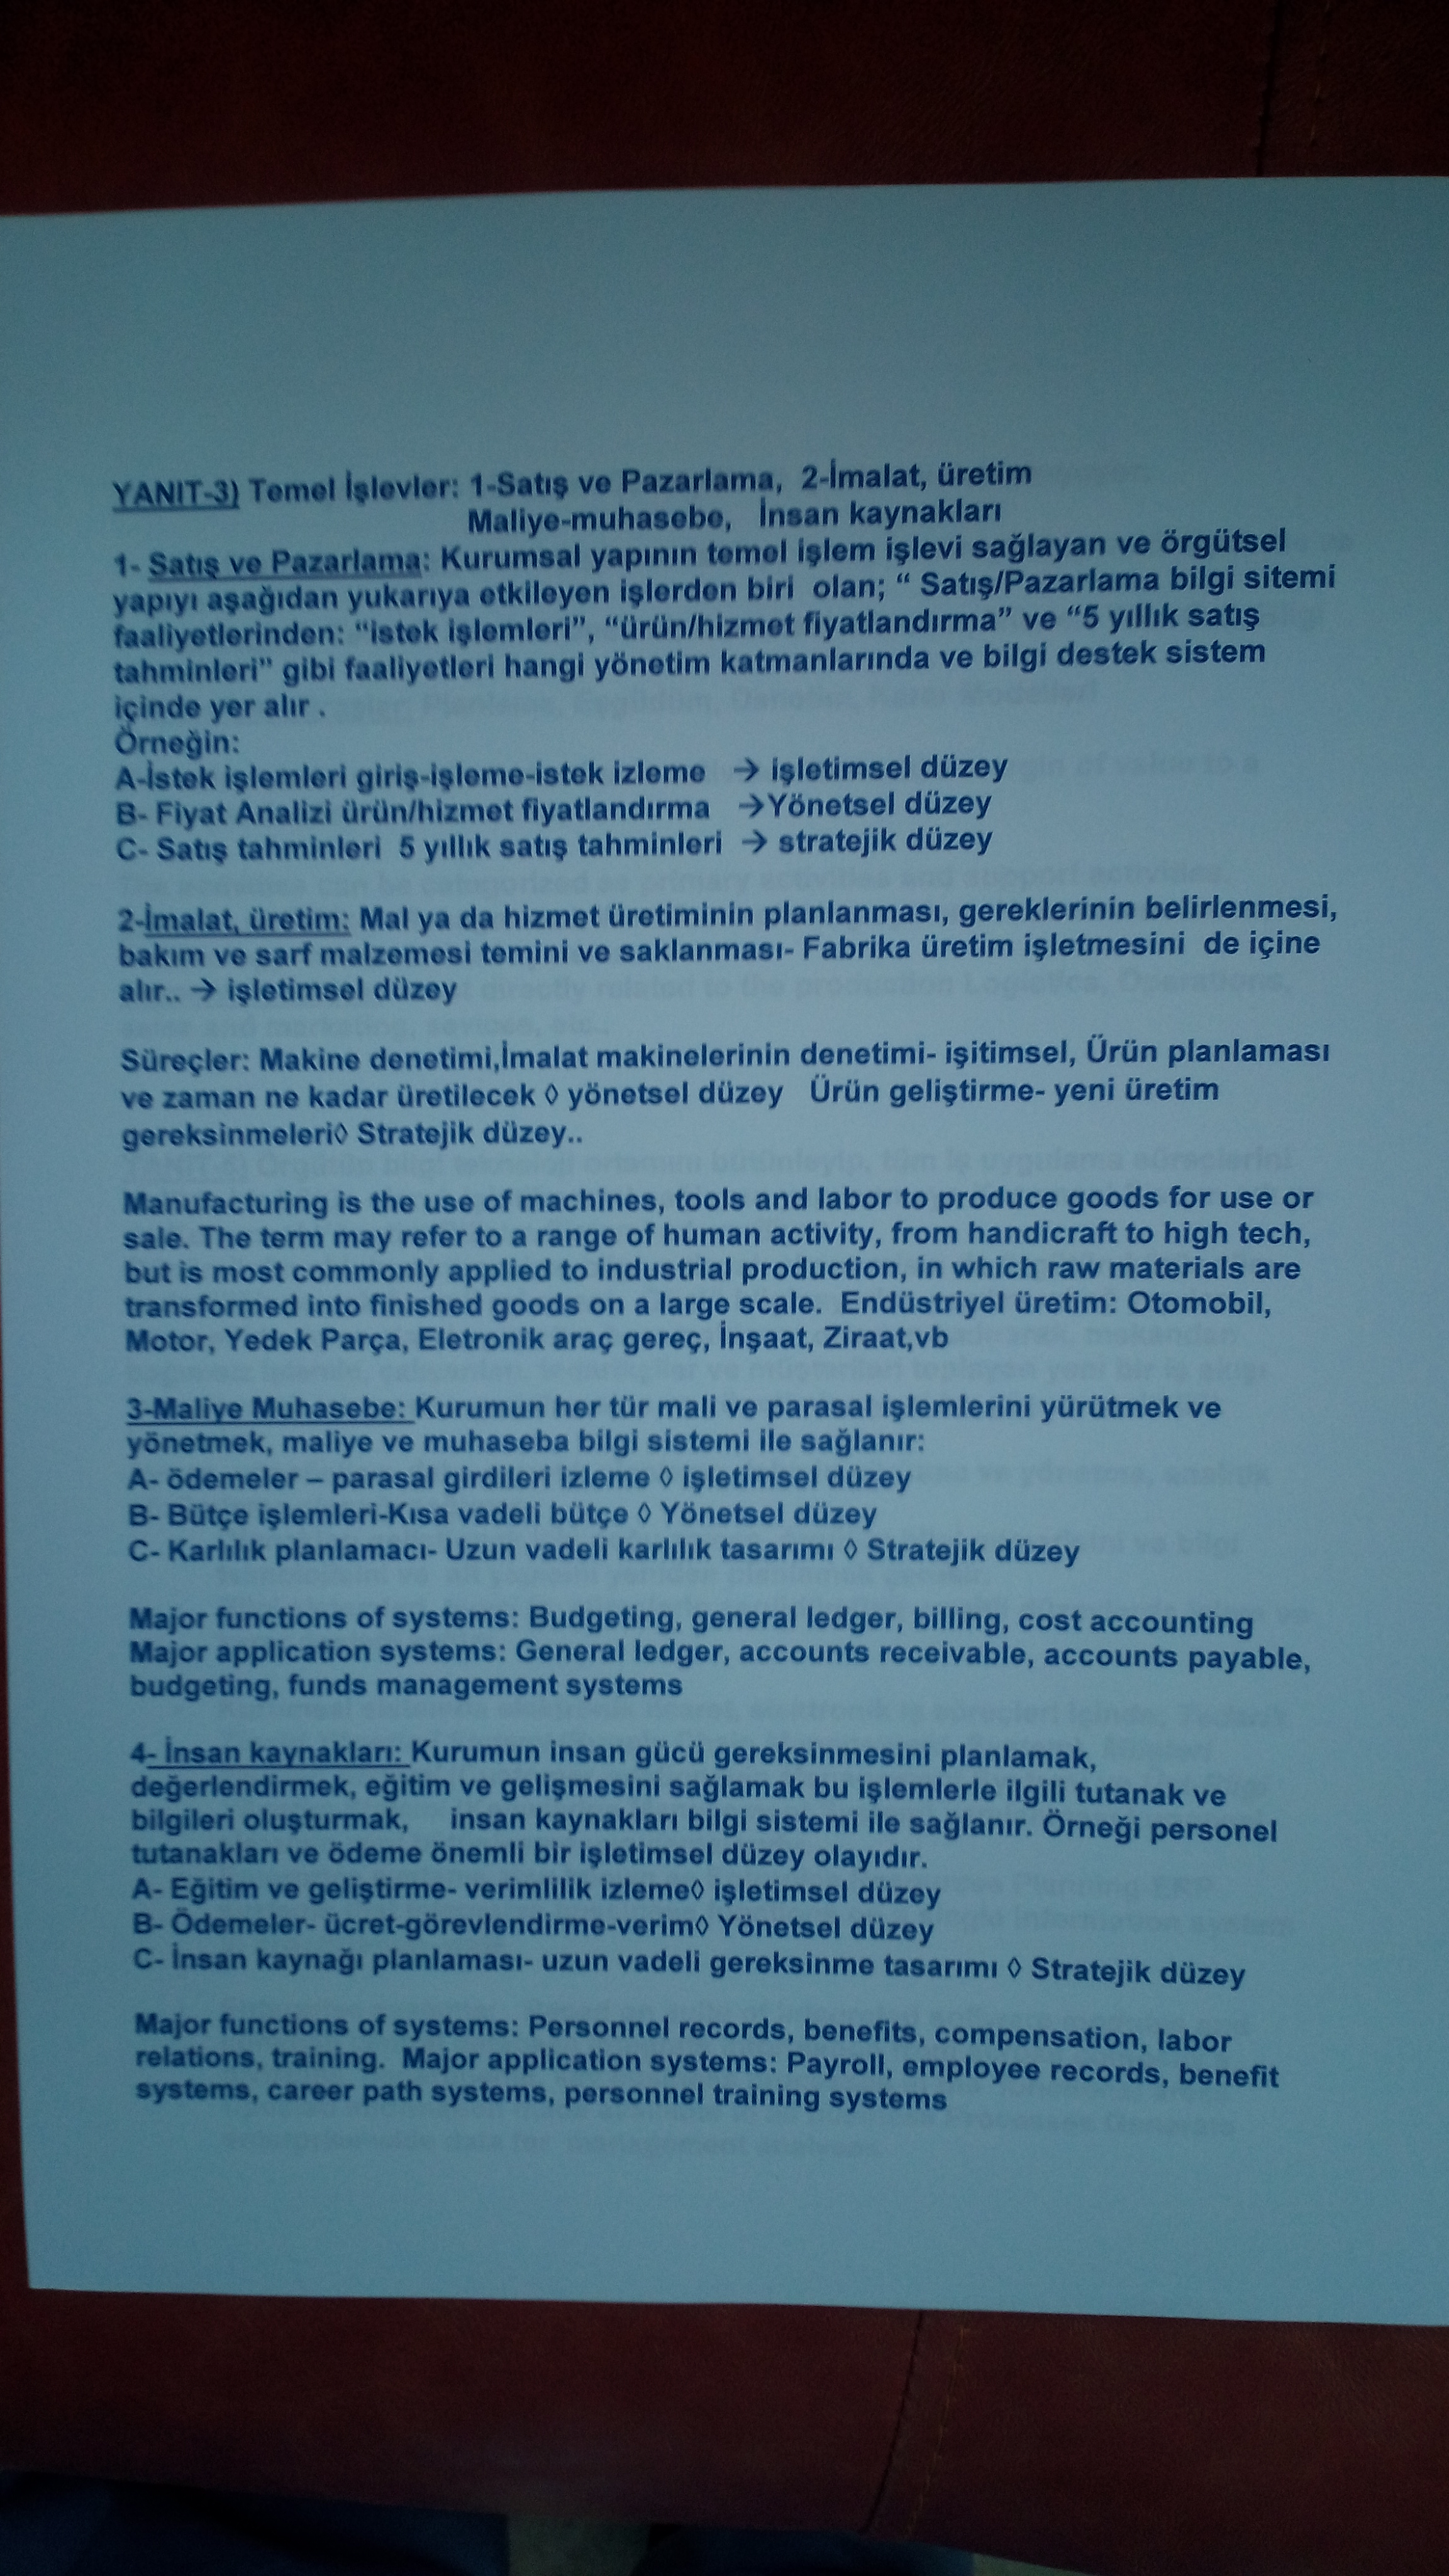 YANIT-3) Temel İşlevler: 1-Satış ve Pazarlama, 2-İmalat, üretim
Maliye-muhasebe, İnsan kaynakları
1- Satış ve Pazarlama: Kurumsal yapının temel işlem işlevi sağlayan ve örgütsel
yapıyı aşağıdan yukarıya etkileyen işlerden biri olan; “ Satış/Pazarlama bilgi sitemi
faaliyetlerinden: “istek işlemleri”, “ürün/hizmet fiyatlandırma” ve “5 yıllık satış
tahminleri” gibi faaliyetleri hangi yönetim katmanlarında ve bilgi destek sistem
içinde yer alır .
Örneğin:
A-İstek işlemleri giriş-işleme-istek izleme → işletimsel düzey
B- Fiyat Analizi ürün/hizmet fiyatlandırma →Yönetsel düzey
C- Satış tahminleri 5 yıllık satış tahminleri → stratejik düzey
2-İmalat, üretim: Mal ya da hizmet üretiminin planlanması, gereklerinin belirlenmesi,
bakım ve sarf malzemesi temini ve saklanması- Fabrika üretim işletmesini de içine
alır.. → işletimsel düzey
Süreçler: Makine denetimi,İmalat makinelerinin denetimi- işitimsel, Ürün planlaması
ve zaman ne kadar üretilecek ◊ yönetsel düzey Ürün geliştirme- yeni üretim
gereksinmeleri◊ Stratejik düzey..
Manufacturing is the use of machines, tools and labor to produce goods for use or
sale. The term may refer to a range of human activity, from handicraft to high tech,
but is most commonly applied to industrial production, in which raw materials are
transformed into finished goods on a large scale. Endüstriyel üretim: Otomobil,
Motor, Yedek Parça, Eletronik araç gereç, İnşaat, Ziraat,vb
3-Maliye Muhasebe: Kurumun her tür mali ve parasal işlemlerini yürütmek ve
yönetmek, maliye ve muhaseba bilgi sistemi ile sağlanır:
A- ödemeler – parasal girdileri izleme ◊ işletimsel düzey
B- Bütçe işlemleri-Kısa vadeli bütçe ◊ Yönetsel düzey
C- Karlılık planlamacı- Uzun vadeli karlılık tasarımı ◊ Stratejik düzey
Major functions of systems: Budgeting, general ledger, billing, cost accounting
Major application systems: General ledger, accounts receivable, accounts payable,
budgeting, funds management systems
4- İnsan kaynakları: Kurumun insan gücü gereksinmesini planlamak,
değerlendirmek, eğitim ve gelişmesini sağlamak bu işlemlerle ilgili tutanak ve
bilgileri oluşturmak, insan kaynakları bilgi sistemi ile sağlanır. Örneği personel
tutanakları ve ödeme önemli bir işletimsel düzey olayıdır.
A- Eğitim ve geliştirme- verimlilik izleme◊ işletimsel düzey
B- Ödemeler- ücret-görevlendirme-verim◊ Yönetsel düzey
C- İnsan kaynağı planlaması- uzun vadeli gereksinme tasarımı ◊ Stratejik düzey
Major functions of systems: Personnel records, benefits, compensation, labor
relations, training. Major application systems: Payroll, employee records, benefit
systems, career path systems, personnel training systems